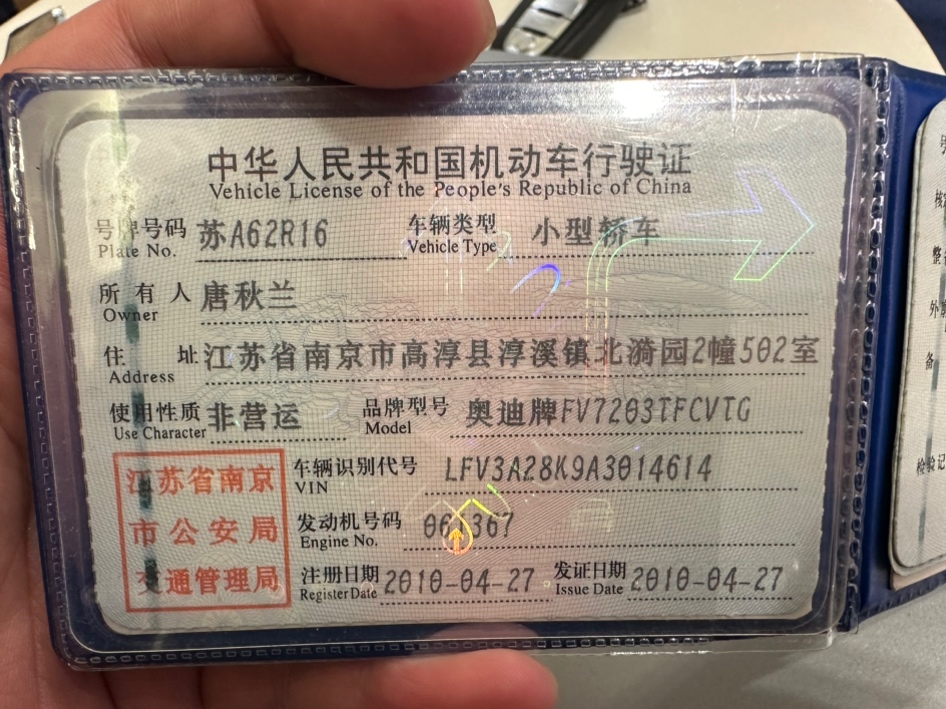 中华人民共和国机动车行驶证
Vehicle License of the People's Republic of China
号牌号码 苏A62R16 车辆类型 小型轿车
Plate No. Vehicle Type
所有人 唐秋兰
Owner
住址 江苏省南京市高淳县淳溪镇北漪园2幢502室
Address
使用性质 非营运 品牌型号 奥迪牌FV7203TFCVTG
Use Character Model
车辆识别代号 LFV3A28K9A3014614
VIN
发动机号码
Engine No.
注册日期 2010-04-27 发证日期 2010-04-27
Register Date Issue Date
江苏省南京
市公安局
交通管理局
整
外
备
检验记